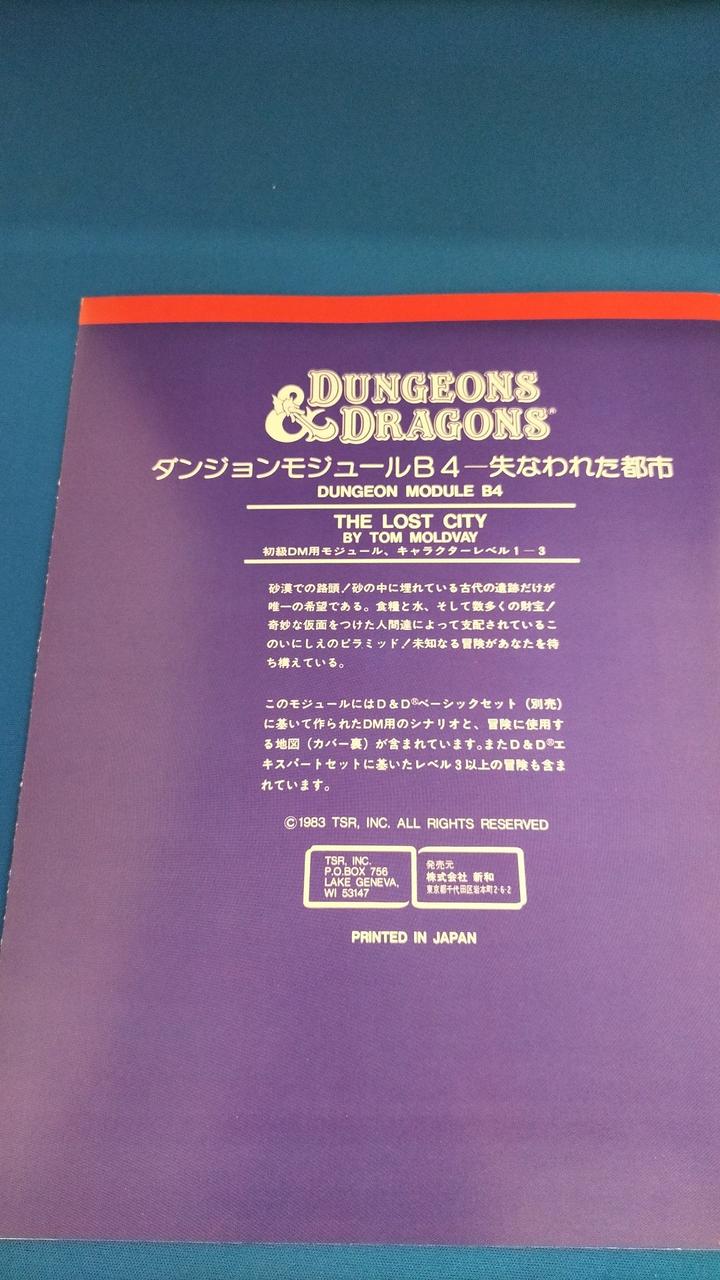 DUNGEONS
& DRAGONS®
ダンジョンモジュールB4―失なわれた都市
DUNGEON MODULE B4
THE LOST CITY
BY TOM MOLDVAY
初級DM用モジュール、キャラクターレベル1―3
砂漠での路頭!砂の中に埋れている古代の遺跡だけが
唯一の希望である。食糧と水、そして数多くの財宝!
奇妙な仮面をつけた人間達によって支配されているこ
のいにしえのピラミッド!未知なる冒険があなたを待
ち構えている。
このモジュールにはD&D®ベーシックセット(別売)
に基いて作られたDM用のシナリオと、冒険に使用す
る地図(カバー裏)が含まれています。またD&D®エ
キスパートセットに基いたレベル3以上の冒険も含ま
れています。
©1983 TSR, INC. ALL RIGHTS RESERVED
TSR, INC.
P.O.BOX 756
LAKE GENEVA,
WI 53147
発売元
株式会社 新和
東京都千代田区岩本町2-6-2
PRINTED IN JAPAN